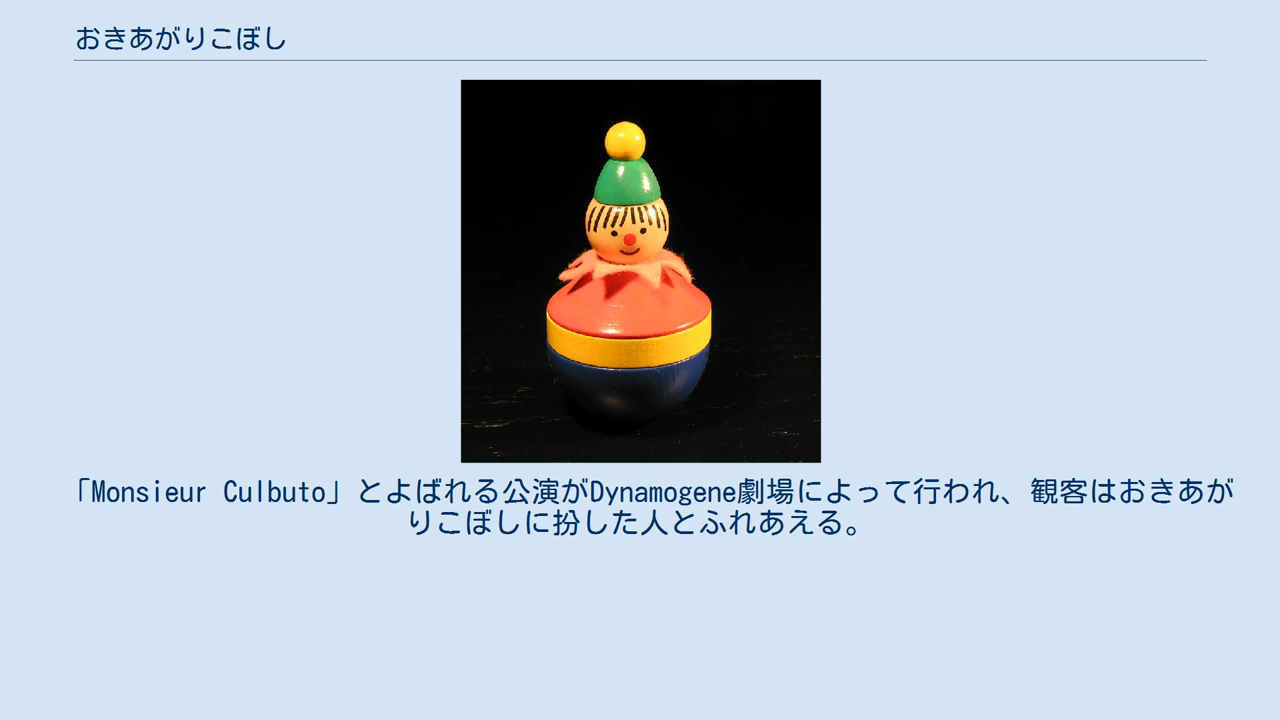 おきあがりこぼし
「Monsieur Culbuto」とよばれる公演がDynamogene劇場によって行われ、観客はおきあが
りこぼしに扮した人とふれあえる。